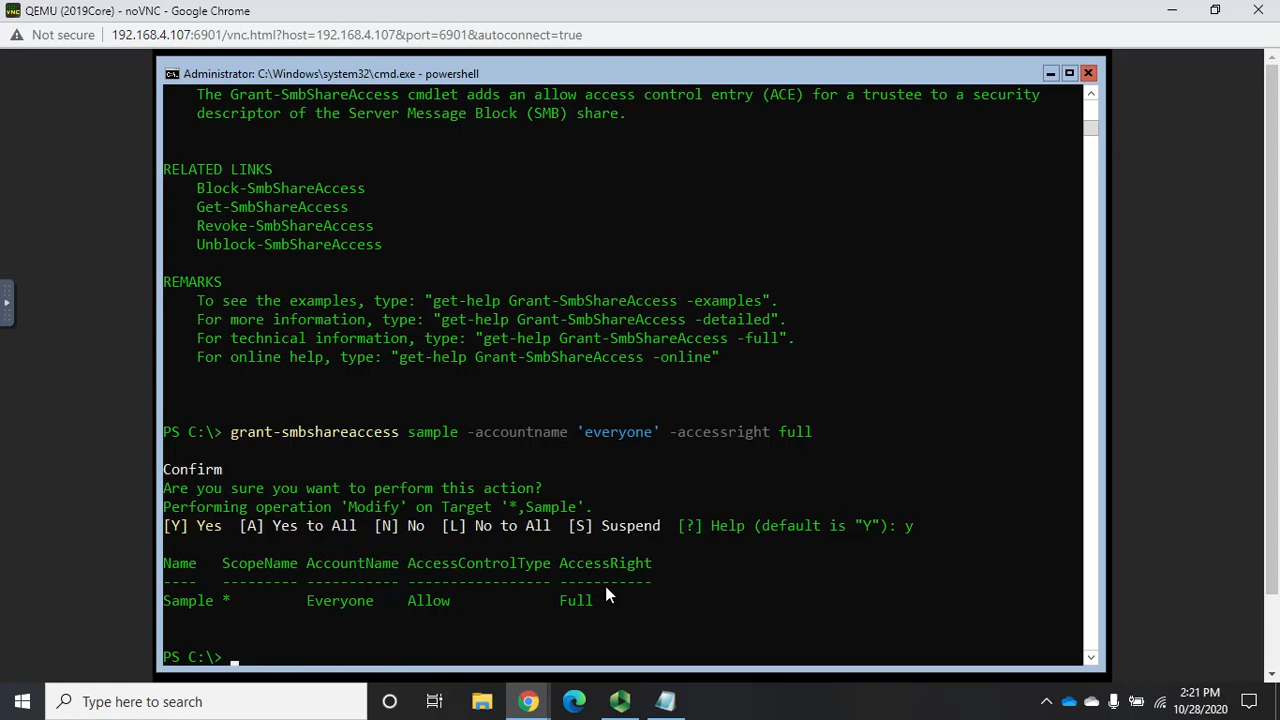 QEMU (2019Core) - noVNC - Google Chrome
Not secure 192.168.4.107:6901/vnc.html?host=192.168.4.107&port=6901&autoconnect=true
Administrator: C:\Windows\system32\cmd.exe - powershell
The Grant-SmbShareAccess cmdlet adds an allow access control entry (ACE) for a trustee to a security
descriptor of the Server Message Block (SMB) share.
RELATED LINKS
Block-SmbShareAccess
Get-SmbShareAccess
Revoke-SmbShareAccess
Unblock-SmbShareAccess
REMARKS
To see the examples, type: "get-help Grant-SmbShareAccess -examples".
For more information, type: "get-help Grant-SmbShareAccess -detailed".
For technical information, type: "get-help Grant-SmbShareAccess -full".
For online help, type: "get-help Grant-SmbShareAccess -online"
PS C:\> grant-smbshareaccess sample -accountname 'everyone' -accessright full
Confirm
Are you sure you want to perform this action?
Performing operation 'Modify' on Target '*,Sample'.
[Y] Yes  [A] Yes to All  [N] No  [L] No to All  [S] Suspend  [?] Help (default is "Y"): y
Name   ScopeName AccountName AccessControlType AccessRight
----   --------- ----------- ----------------- -----------
Sample *         Everyone    Allow             Full
PS C:\>
Type here to search
2:21 PM
10/28/2020